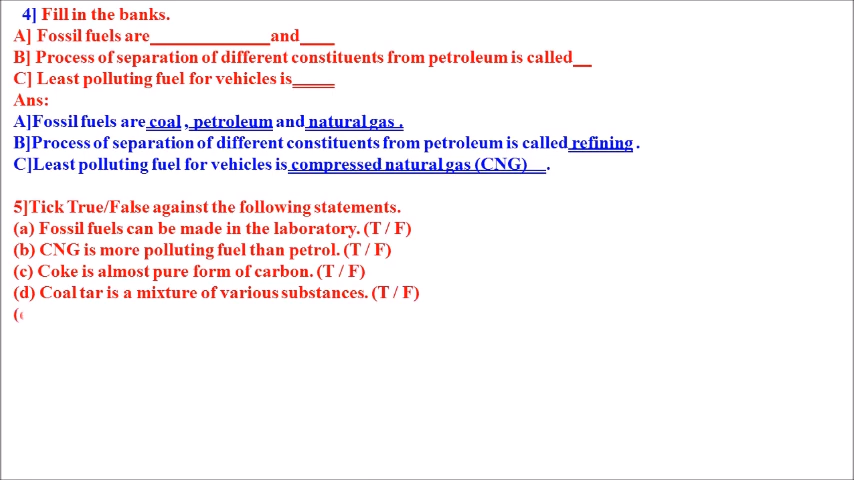 4] Fill in the banks.
A] Fossil fuels are____________and____
B] Process of separation of different constituents from petroleum is called__
C] Least polluting fuel for vehicles is_____
Ans:
A]Fossil fuels are coal , petroleum and natural gas .
B]Process of separation of different constituents from petroleum is called refining .
C]Least polluting fuel for vehicles is compressed natural gas (CNG) .
5]Tick True/False against the following statements.
(a) Fossil fuels can be made in the laboratory. (T / F)
(b) CNG is more polluting fuel than petrol. (T / F)
(c) Coke is almost pure form of carbon. (T / F)
(d) Coal tar is a mixture of various substances. (T / F)
(